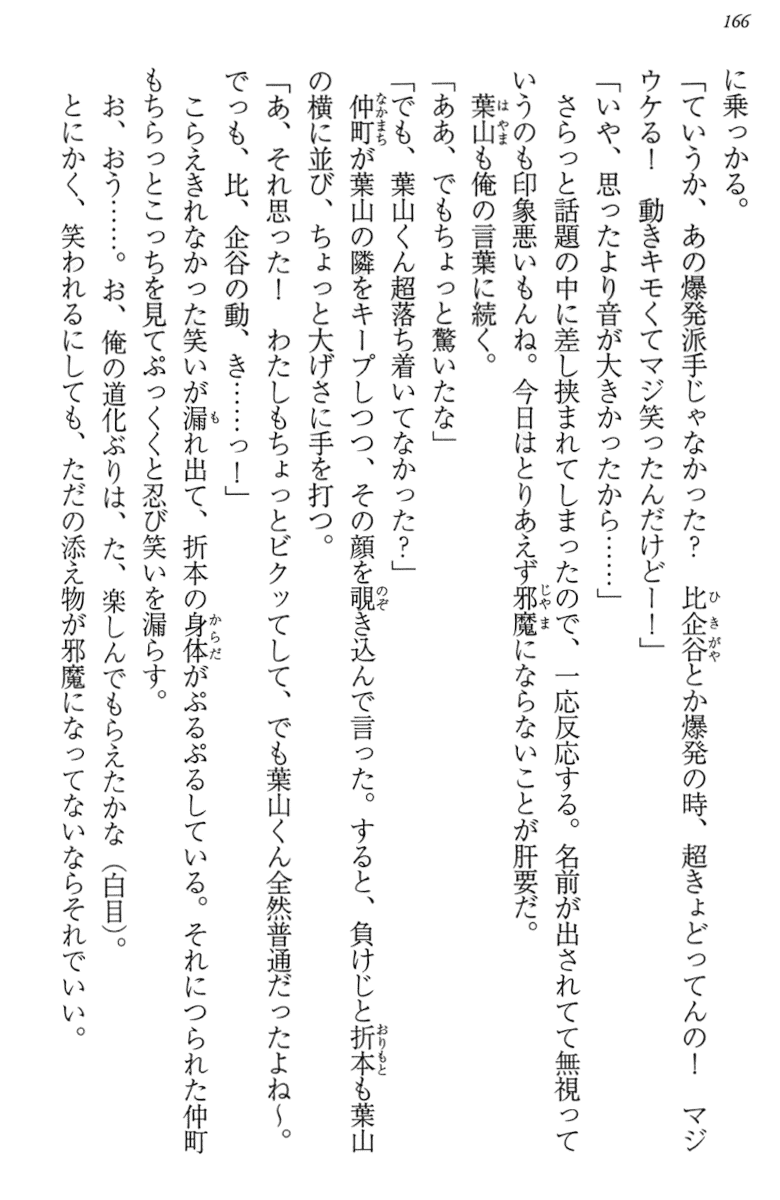 166
に乗っかる。
「ていうか、あの爆発派手じゃなかった？　比企谷とか爆発の時、超きょどってんの！　マジ
ウケる！　動きキモくてマジ笑ったんだけどー！」
「いや、思ったより音が大きかったから……」
　さらっと話題の中に差し挟まれてしまったので、一応反応する。名前が出されてて無視って
いうのも印象悪いもんね。今日はとりあえず邪魔にならないことが肝要だ。
　葉山も俺の言葉に続く。
「ああ、でもちょっと驚いたな」
「でも、葉山くん超落ち着いてなかった？」
　仲町が葉山の隣をキープしつつ、その顔を覗き込んで言った。すると、負けじと折本も葉山
の横に並び、ちょっと大げさに手を打つ。
「あ、それ思った！　わたしもちょっとビクッてして、でも葉山くん全然普通だったよね～。
でっも、比、企谷の動、き……っ！」
　こらえきれなかった笑いが漏れ出て、折本の身体がぷるぷるしている。それにつられた仲町
もちらっとこっちを見てぷっくくと忍び笑いを漏らす。
　お、おう……。お、俺の道化ぶりは、た、楽しんでもらえたかな（白目）。
　とにかく、笑われるにしても、ただの添え物が邪魔になってないならそれでいい。